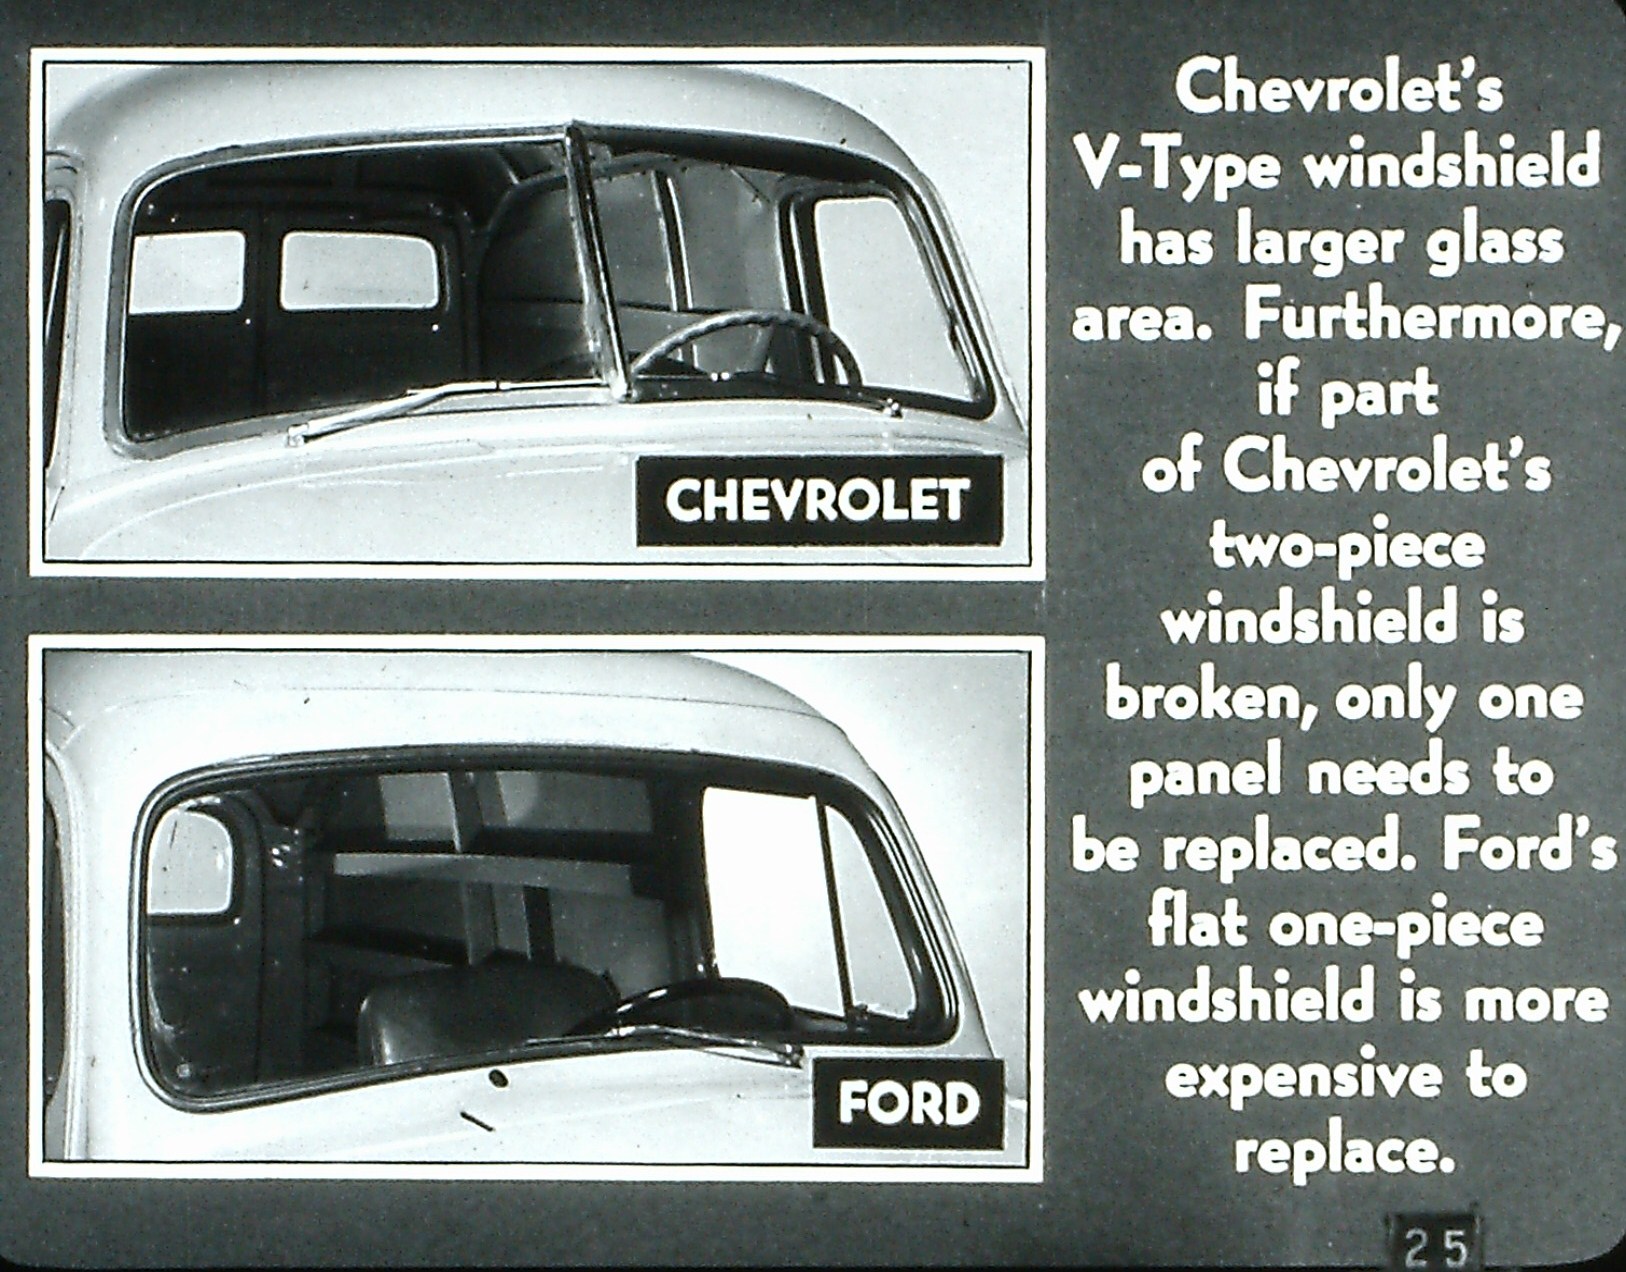 CHEVROLET
FORD
Chevrolet's
V-Type windshield
has larger glass
area. Furthermore,
if part
of Chevrolet's
two-piece
windshield is
broken, only one
panel needs to
be replaced. Ford's
flat one-piece
windshield is more
expensive to
replace.
25